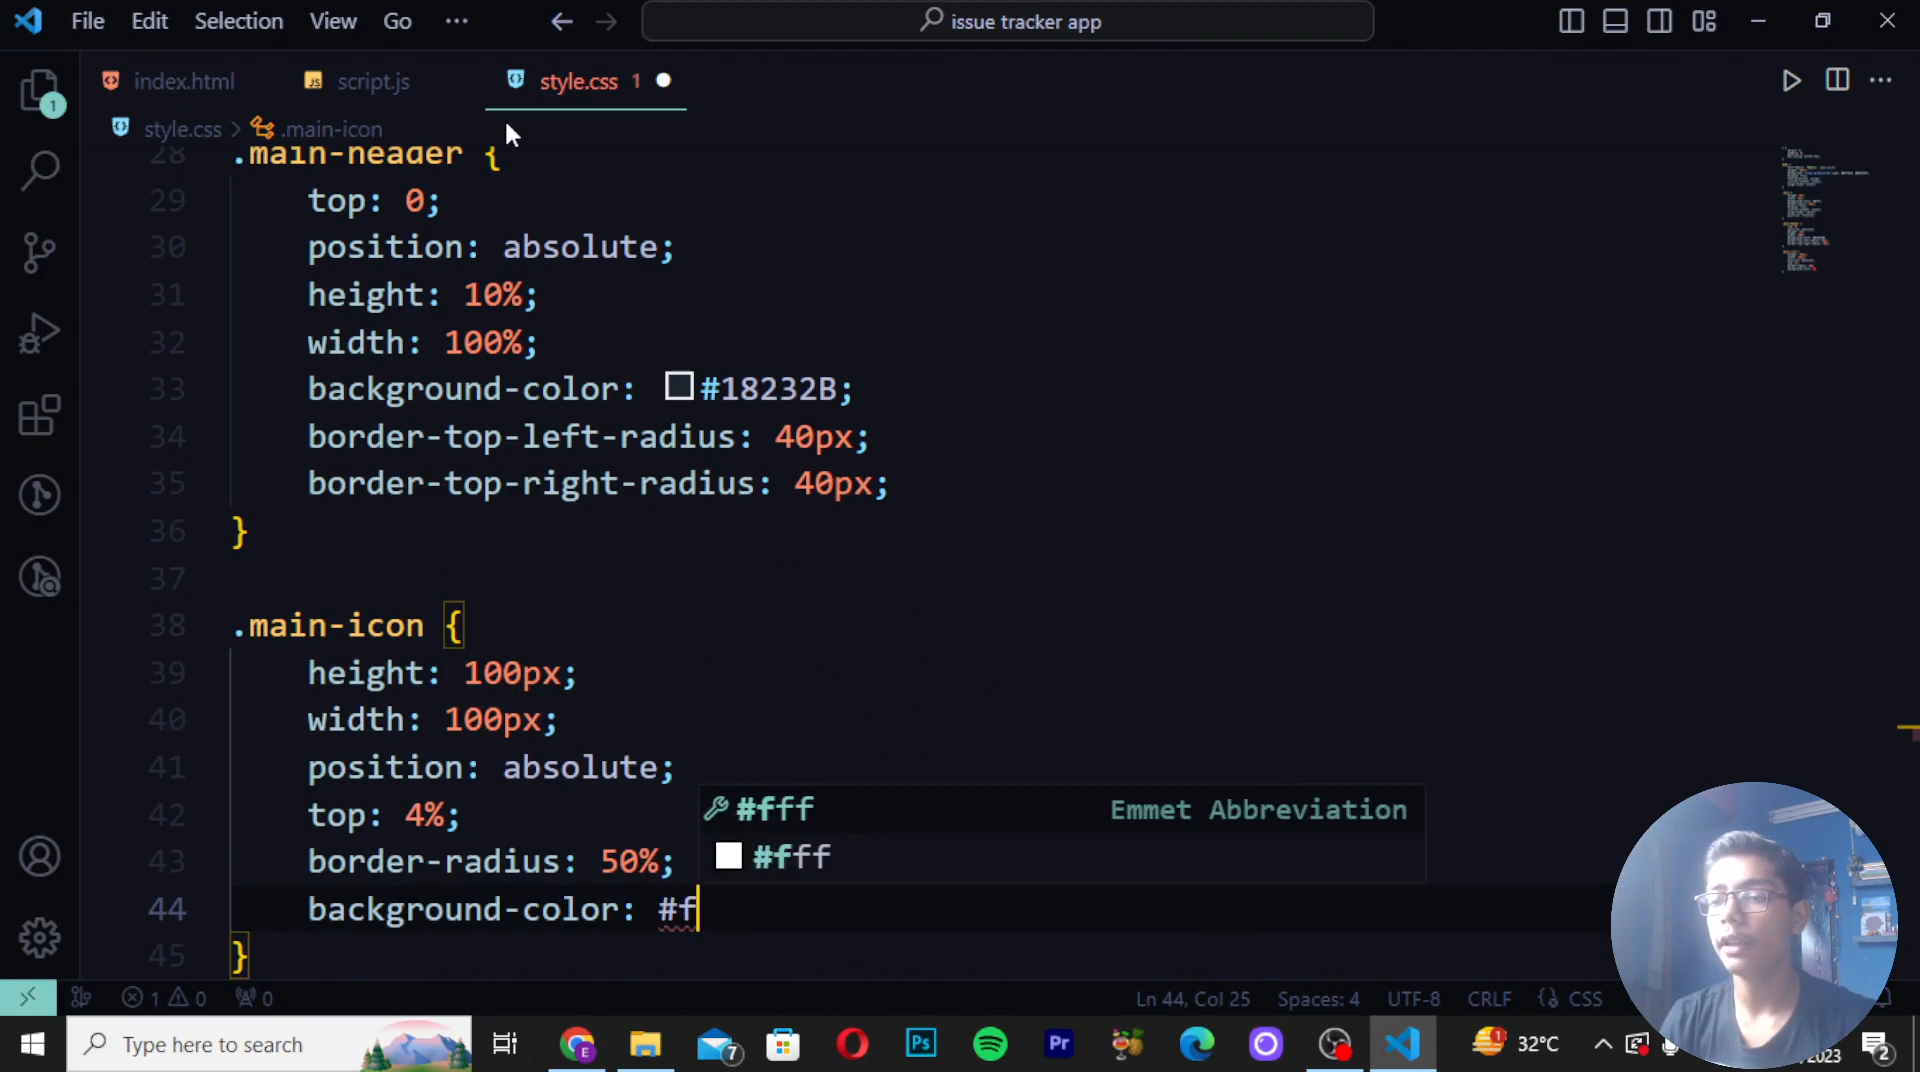 File Edit Selection View Go ··· issue tracker app
index.html JS script.js style.css 1
1
style.css > .main-icon
28 .main-header {
29 top: 0;
30 position: absolute;
31 height: 10%;
32 width: 100%;
33 background-color: #18232B;
34 border-top-left-radius: 40px;
35 border-top-right-radius: 40px;
36 }
37
38 .main-icon {
39 height: 100px;
40 width: 100px;
41 position: absolute;
42 top: 4%;
#fff Emmet Abbreviation
43 border-radius: 50%;
#fff
44 background-color: #f
45 }
1 0 0 Ln 44, Col 25 Spaces: 4 UTF-8 CRLF CSS
Type here to search E 7 Ps Pr 1 32°C 2